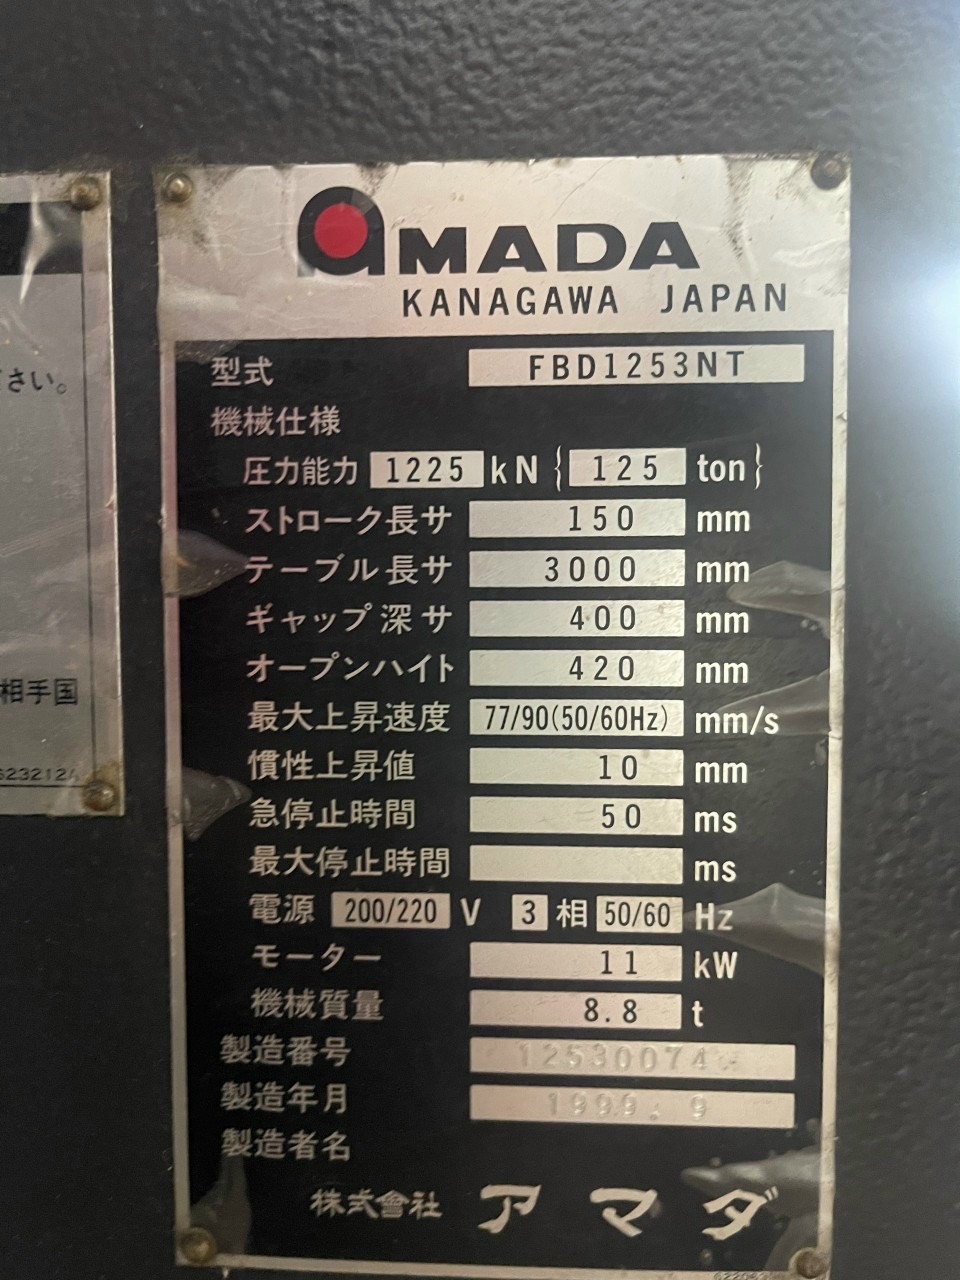 AMADA
KANAGAWA JAPAN
型式 FBD1253NT
機械仕様
圧力能力 1225 kN {125 ton}
ストローク長サ 150 mm
テーブル長サ 3000 mm
ギャップ深サ 400 mm
オープンハイト 420 mm
最大上昇速度 77/90(50/60Hz) mm/s
慣性上昇値 10 mm
急停止時間 50 ms
最大停止時間 ms
電源 200/220 V 3 相 50/60 Hz
モーター 11 kW
機械質量 8.8 t
製造番号 12530074
製造年月 1999. 9
製造者名
株式會社 アマダ
さい。
相手国